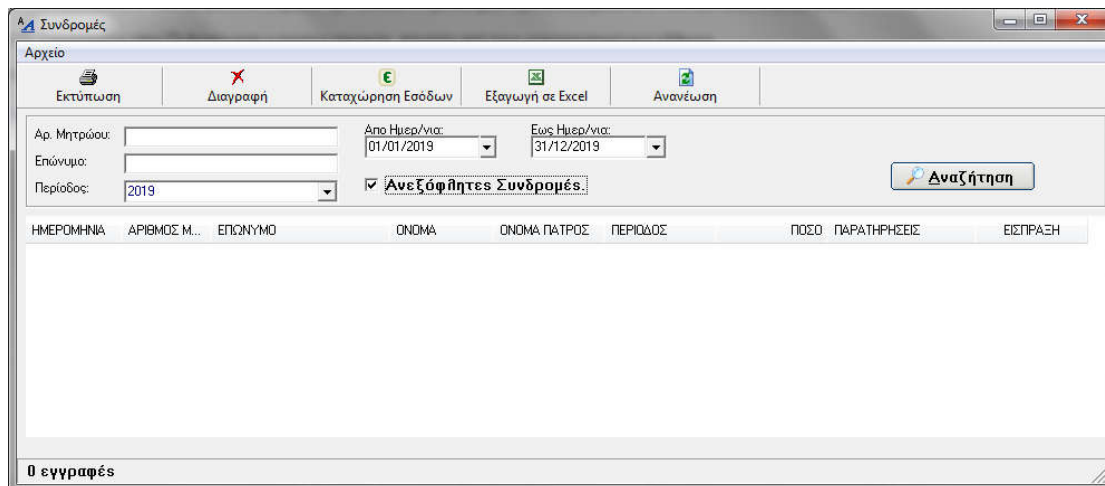 Συνδρομές
Αρχείο
Εκτύπωση Διαγραφή Καταχώρηση Εσόδων Εξαγωγή σε Excel Ανανέωση
Αρ. Μητρώου: Απο Ημερ/νια: Εως Ημερ/νια:
01/01/2019 31/12/2019
Επώνυμο:
Περίοδος: 2019 Ανεξόφλητες Συνδρομές. Αναζήτηση
ΗΜΕΡΟΜΗΝΙΑ ΑΡΙΘΜΟΣ Μ... ΕΠΩΝΥΜΟ ΟΝΟΜΑ ΟΝΟΜΑ ΠΑΤΡΟΣ ΠΕΡΙΟΔΟΣ ΠΟΣΟ ΠΑΡΑΤΗΡΗΣΕΙΣ ΕΙΣΠΡΑΞΗ
0 εγγραφές